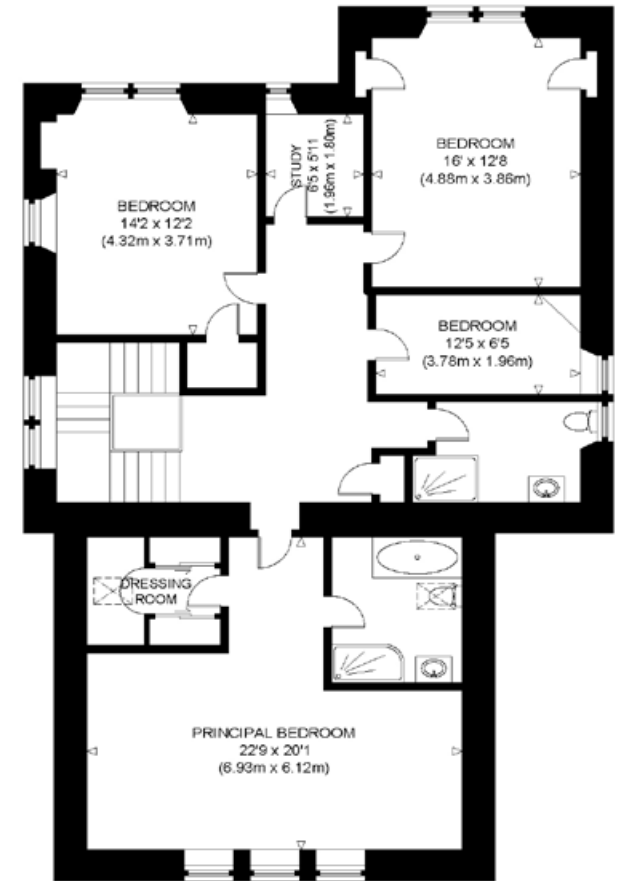 BEDROOM
16' x 12'8
(4.88m x 3.86m)
STUDY
6'5 x 5'11
(1.96m x 1.80m)
BEDROOM
14'2 x 12'2
(4.32m x 3.71m)
BEDROOM
12'5 x 6'5
(3.78m x 1.96m)
DRESSING
ROOM
PRINCIPAL BEDROOM
22'9 x 20'1
(6.93m x 6.12m)